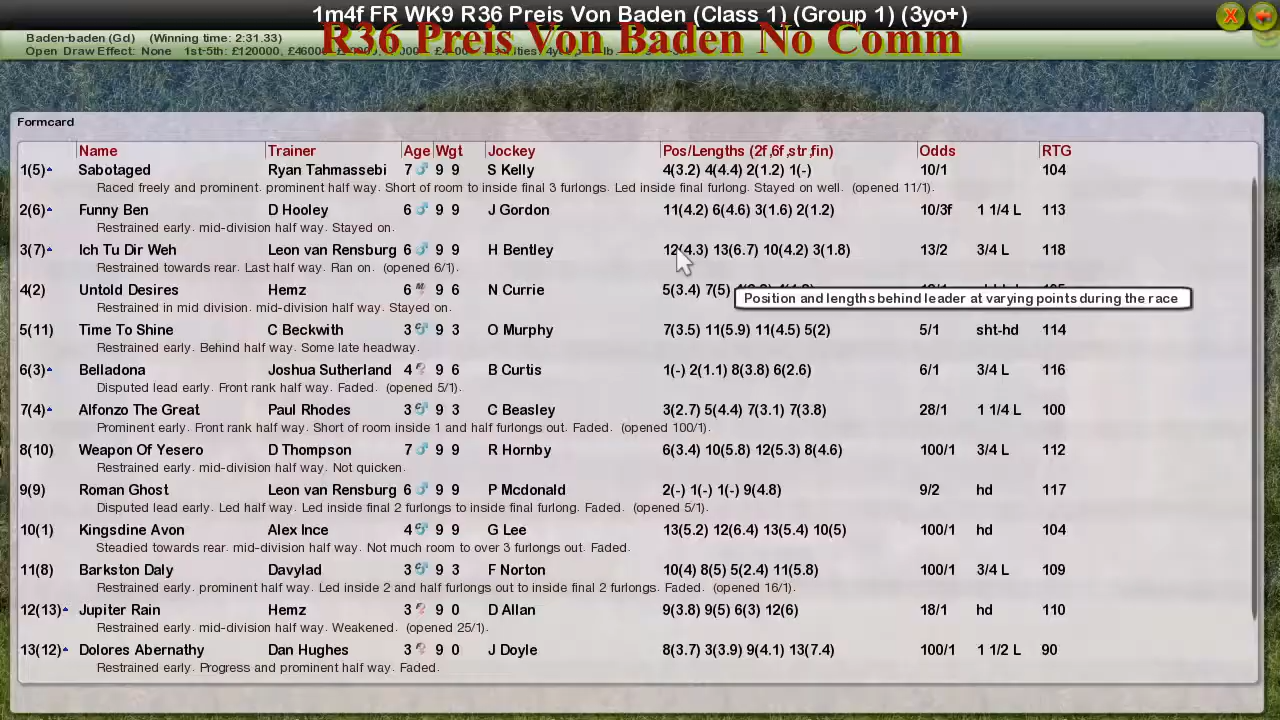 1m4f FR WK9 R36 Preis Von Baden (Class 1) (Group 1) (3yo+)
R36 Preis Von Baden No Comm
Baden-baden (Gd) (Winning time: 2:31.33)
Open Draw Effect: None 1st-5th: £120000, £46000
Formcard
Name Trainer Age Wgt Jockey Pos/Lengths (2f,6f,str,fin) Odds RTG
1(5) Sabotaged Ryan Tahmassebi 7 9 9 S Kelly 4(3.2) 4(4.4) 2(1.2) 1(-) 10/1 104
Raced freely and prominent. prominent half way. Short of room to inside final 3 furlongs. Led inside final furlong. Stayed on well. (opened 11/1).
2(6) Funny Ben D Hooley 6 9 9 J Gordon 11(4.2) 6(4.6) 3(1.6) 2(1.2) 10/3f 1 1/4 L 113
Restrained early. mid-division half way. Stayed on.
3(7) Ich Tu Dir Weh Leon van Rensburg 6 9 9 H Bentley 12(4.3) 13(6.7) 10(4.2) 3(1.8) 13/2 3/4 L 118
Restrained towards rear. Last half way. Ran on. (opened 6/1).
4(2) Untold Desires Hemz 6 9 6 N Currie 5(3.4) 7(5)
Position and lengths behind leader at varying points during the race
Restrained in mid division. mid-division half way. Stayed on.
5(11) Time To Shine C Beckwith 3 9 3 O Murphy 7(3.5) 11(5.9) 11(4.5) 5(2) 5/1 sht-hd 114
Restrained early. Behind half way. Some late headway.
6(3) Belladona Joshua Sutherland 4 9 6 B Curtis 1(-) 2(1.1) 8(3.8) 6(2.6) 6/1 3/4 L 116
Disputed lead early. Front rank half way. Faded. (opened 5/1).
7(4) Alfonzo The Great Paul Rhodes 3 9 3 C Beasley 3(2.7) 5(4.4) 7(3.1) 7(3.8) 28/1 1 1/4 L 100
Prominent early. Front rank half way. Short of room inside 1 and half furlongs out. Faded. (opened 100/1).
8(10) Weapon Of Yesero D Thompson 7 9 9 R Hornby 6(3.4) 10(5.8) 12(5.3) 8(4.6) 100/1 3/4 L 112
Restrained early. mid-division half way. Not quicken.
9(9) Roman Ghost Leon van Rensburg 6 9 9 P Mcdonald 2(-) 1(-) 1(-) 9(4.8) 9/2 hd 117
Disputed lead early. Led half way. Led inside final 2 furlongs to inside final furlong. Faded. (opened 5/1).
10(1) Kingsdine Avon Alex Ince 4 9 9 G Lee 13(5.2) 12(6.4) 13(5.4) 10(5) 100/1 hd 104
Steadied towards rear. mid-division half way. Not much room to over 3 furlongs out. Faded.
11(8) Barkston Daly Davylad 3 9 3 F Norton 10(4) 8(5) 5(2.4) 11(5.8) 100/1 3/4 L 109
Restrained early. prominent half way. Led inside 2 and half furlongs out to inside final 2 furlongs. Faded. (opened 16/1).
12(13) Jupiter Rain Hemz 3 9 0 D Allan 9(3.8) 9(5) 6(3) 12(6) 18/1 hd 110
Restrained early. mid-division half way. Weakened. (opened 25/1).
13(12) Dolores Abernathy Dan Hughes 3 9 0 J Doyle 8(3.7) 3(3.9) 9(4.1) 13(7.4) 100/1 1 1/2 L 90
Restrained early. Progress and prominent half way. Faded.